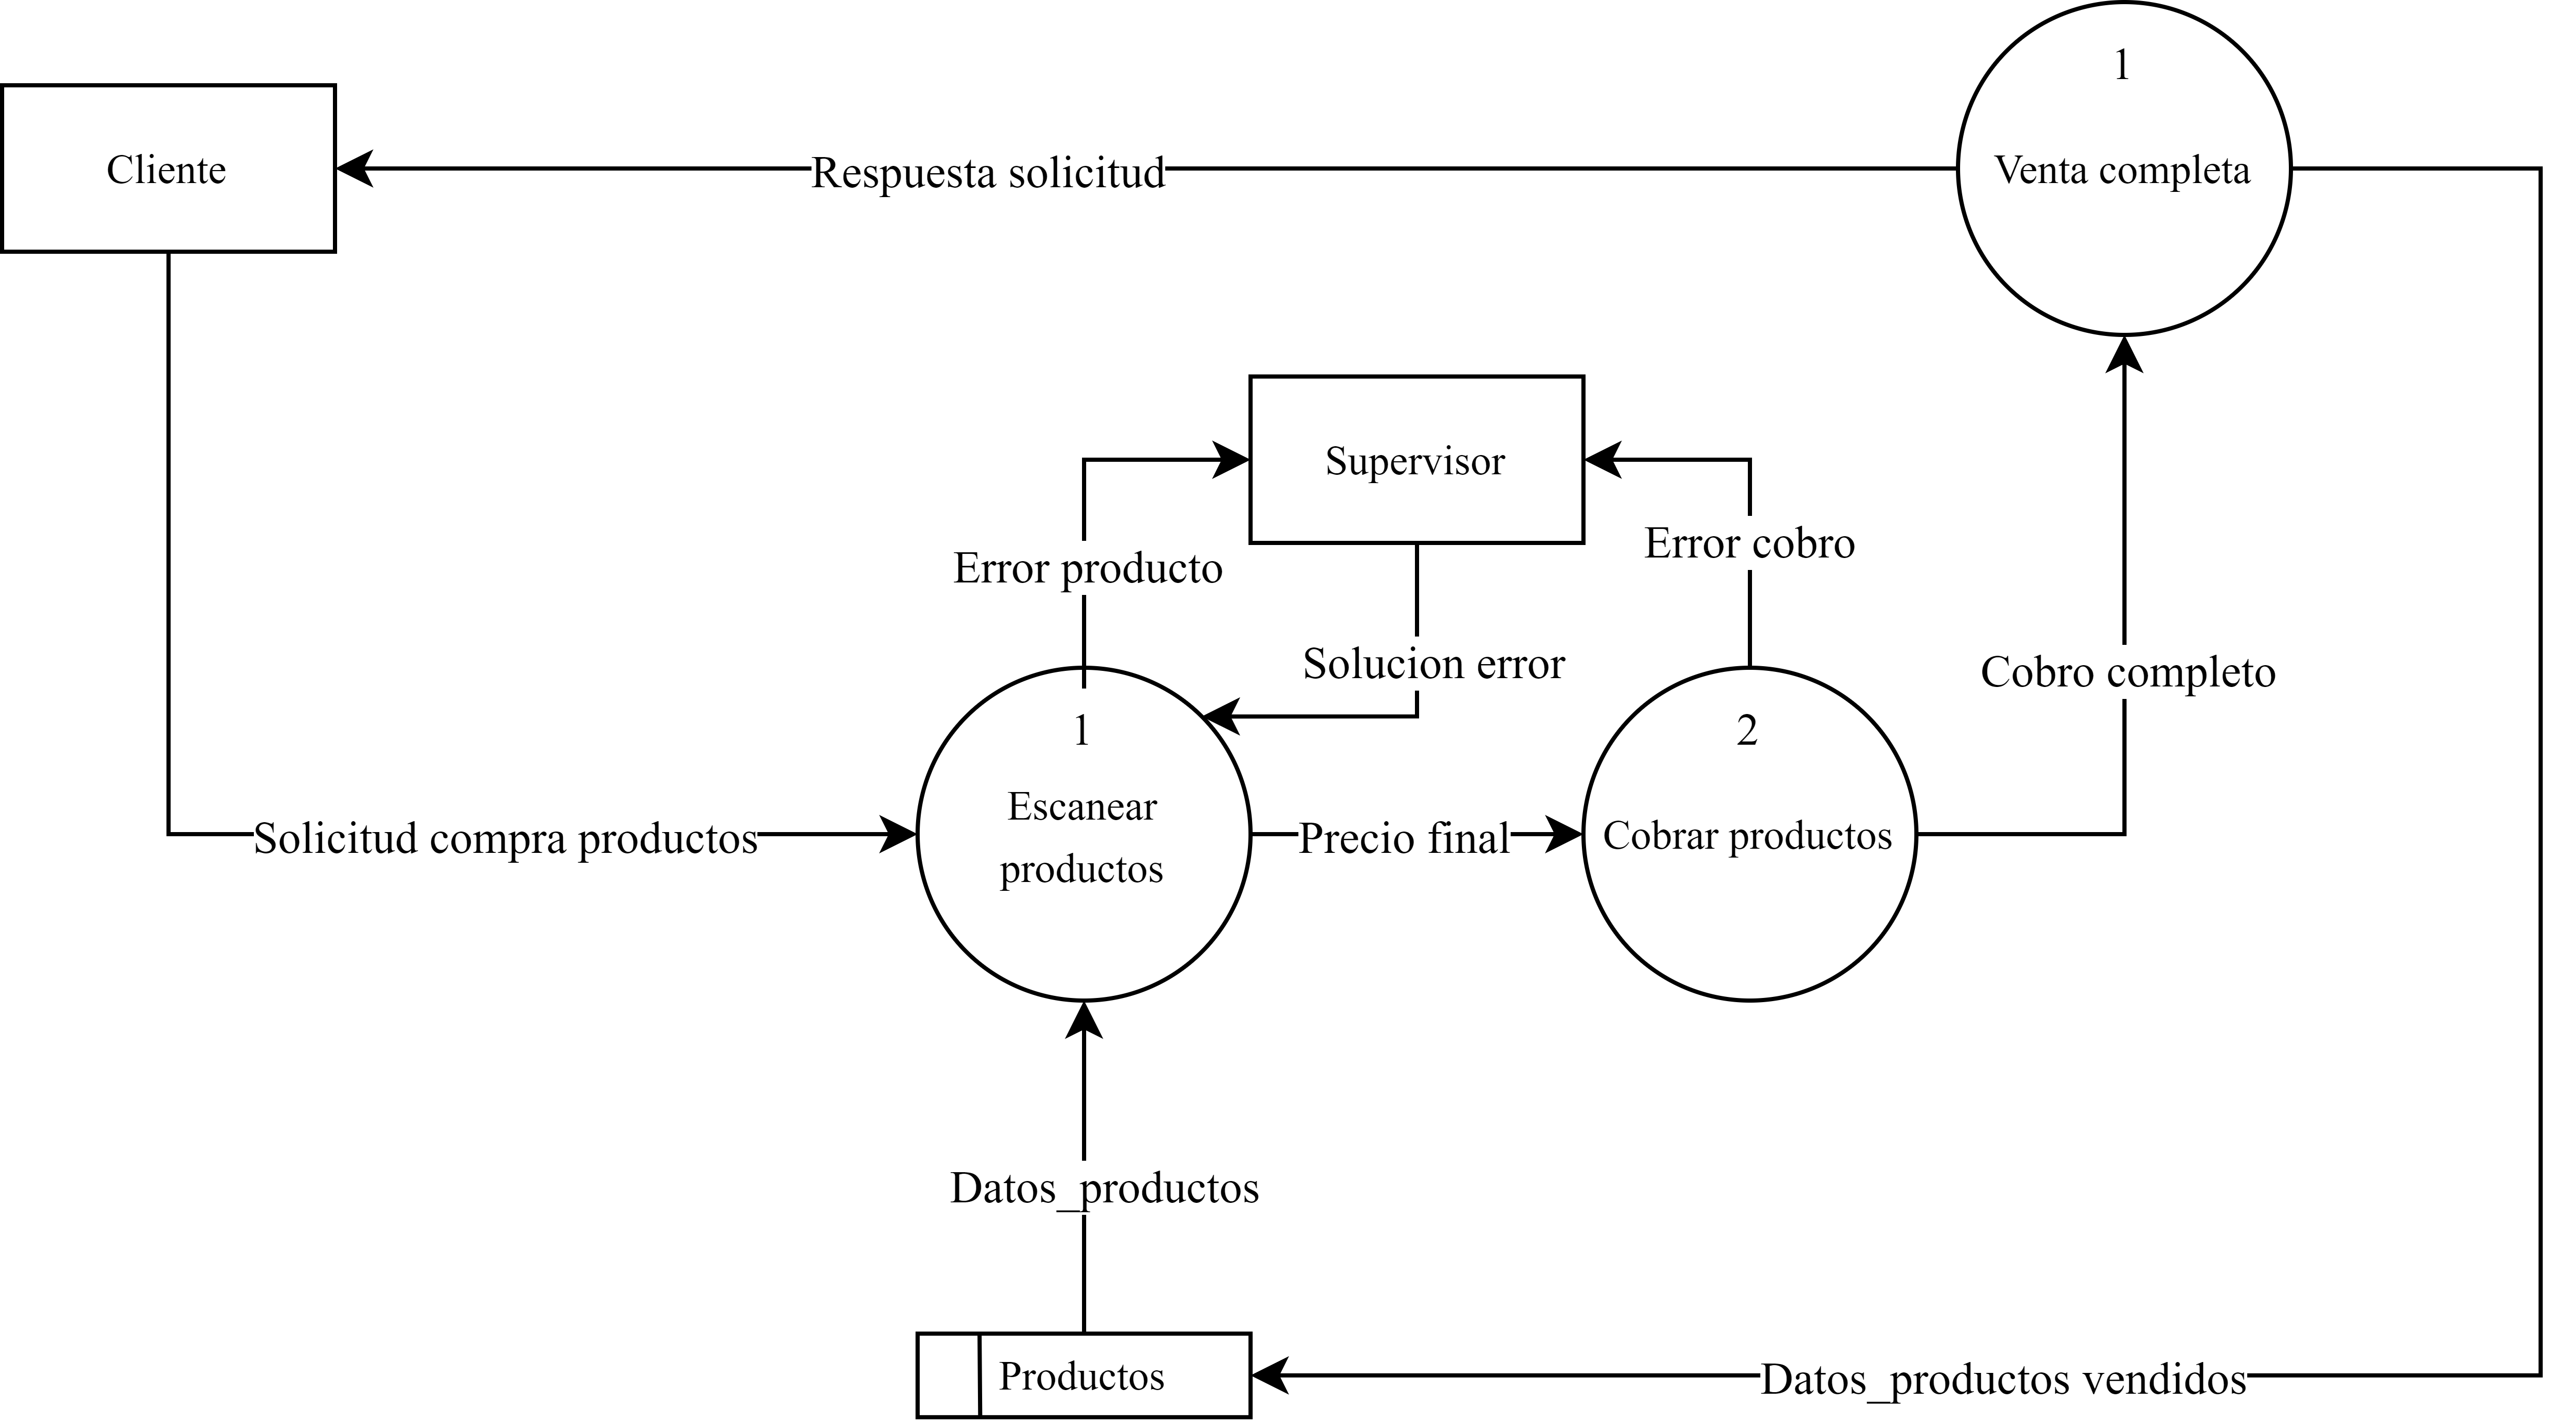 1
Cliente
Respuesta solicitud
Venta completa
Supervisor
Error producto
Error cobro
Solucion error
Cobro completo
1
Escanear
productos
2
Cobrar productos
Solicitud compra productos
Precio final
Datos_productos
Productos
Datos_productos vendidos